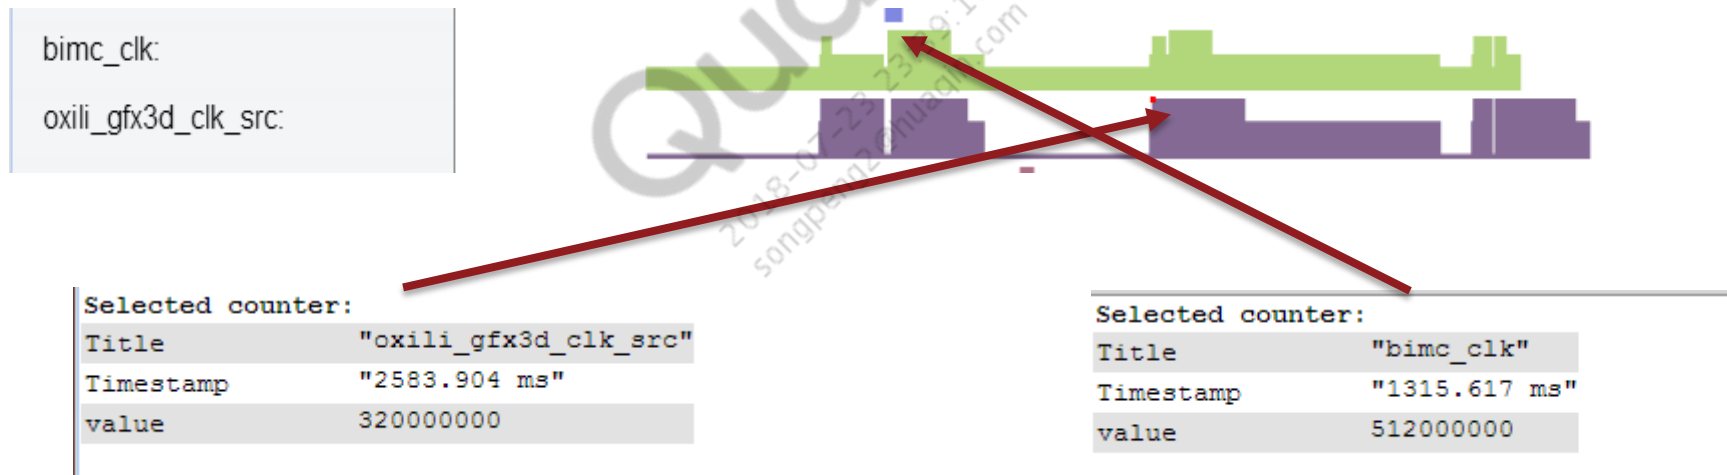 bimc_clk:
oxili_gfx3d_clk_src:
Selected counter:
Title "oxili_gfx3d_clk_src"
Timestamp "2583.904 ms"
value 320000000
Selected counter:
Title "bimc_clk"
Timestamp "1315.617 ms"
value 512000000